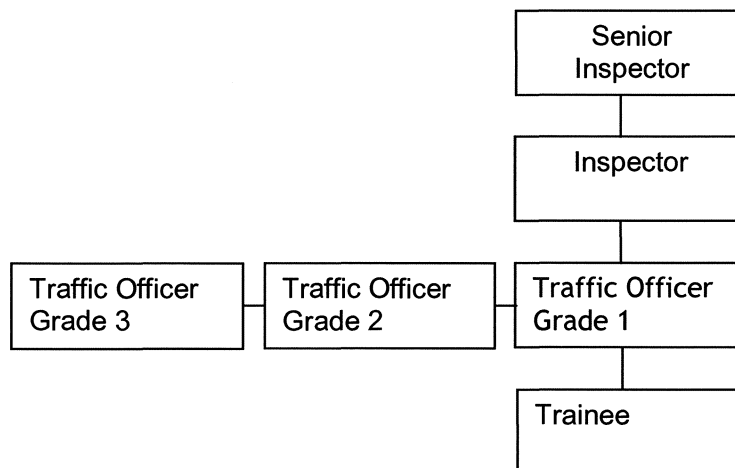 Senior
Inspector
Inspector
Traffic Officer
Grade 3
Traffic Officer
Grade 2
Traffic Officer
Grade 1
Trainee